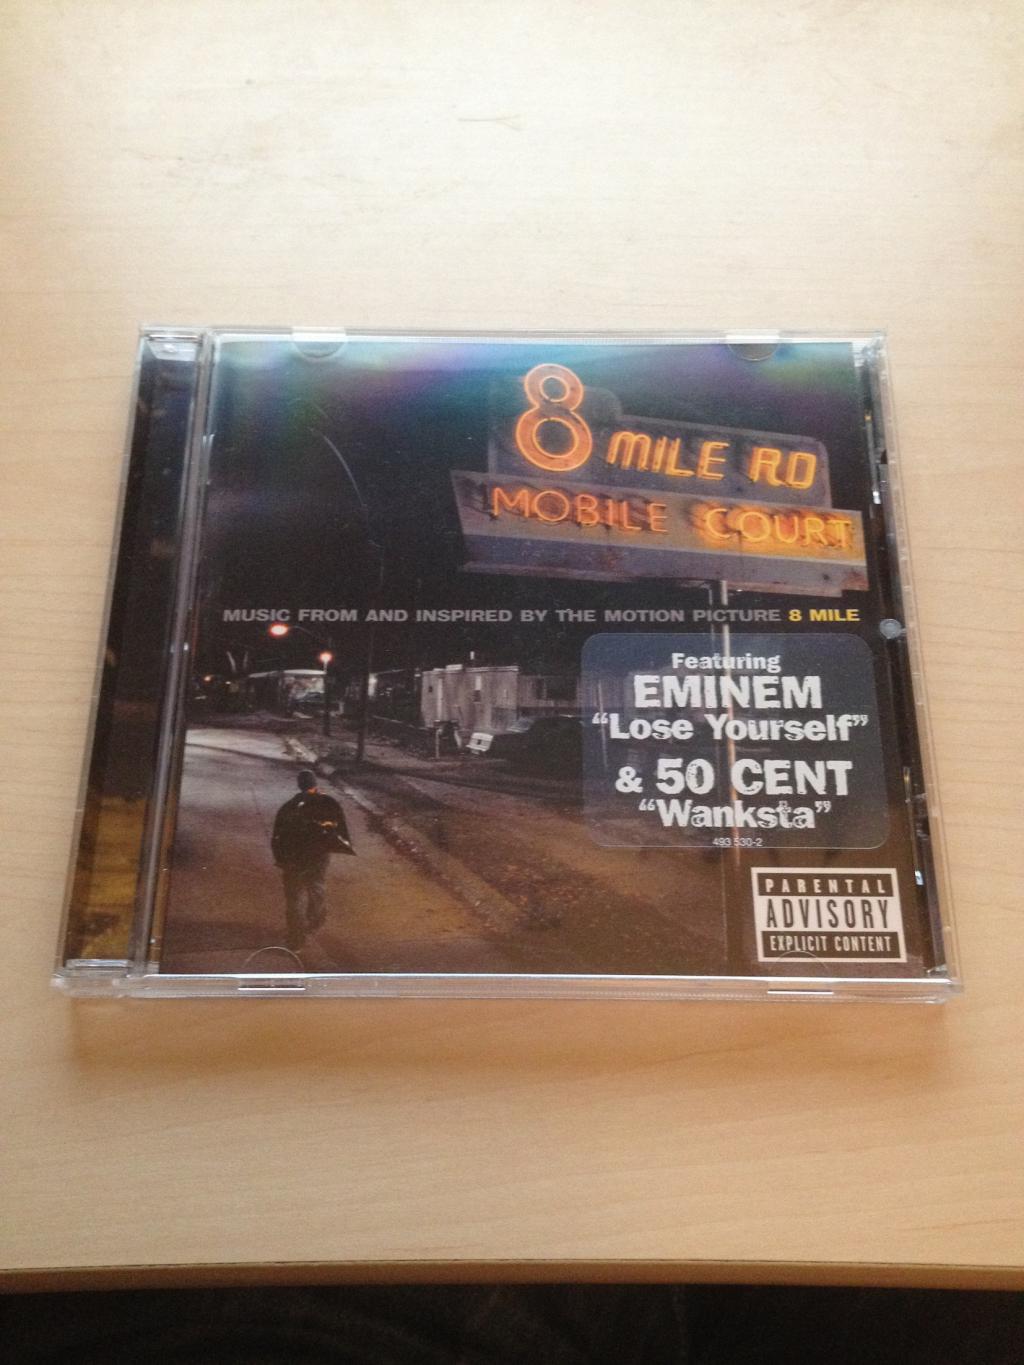 8 MILE RD
MOBILE COURT
MUSIC FROM AND INSPIRED BY THE MOTION PICTURE 8 MILE
Featuring
EMINEM
“Lose Yourself”
& 50 CENT
“Wanksta”
493 530-2
PARENTAL
ADVISORY
EXPLICIT CONTENT